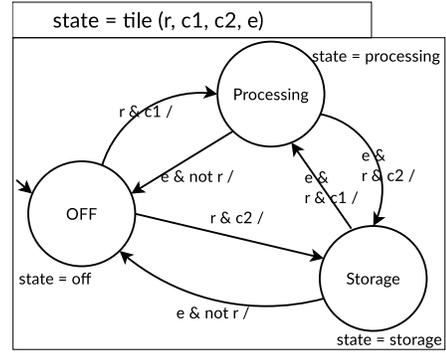 state = tile (r, c1, c2, e)
state = processing
Processing
r & c1 /
e &
r & c2 /
e & not r /
e &
r & c1 /
OFF
r & c2 /
state = off
Storage
e & not r /
state = storage